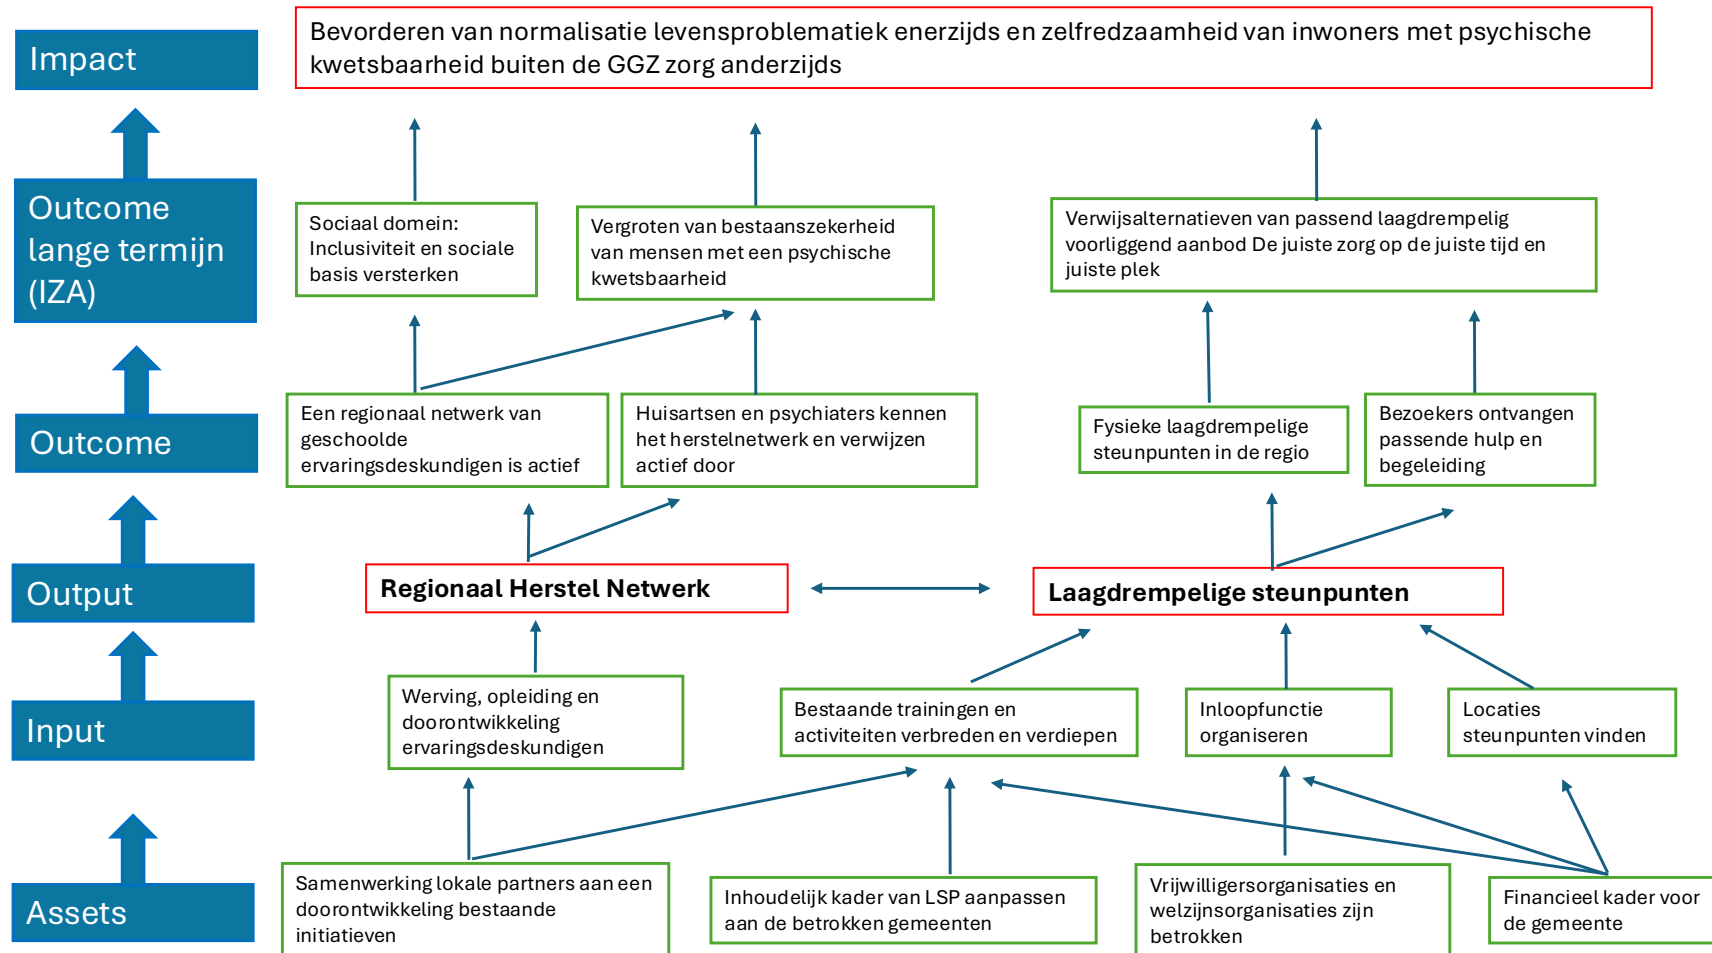 Impact
Bevorderen van normalisatie levensproblematiek enerzijds en zelfredzaamheid van inwoners met psychische
kwetsbaarheid buiten de GGZ zorg anderzijds
Outcome
lange termijn
(IZA)
Sociaal domein:
Inclusiviteit en sociale
basis versterken
Vergroten van bestaanszekerheid
van mensen met een psychische
kwetsbaarheid
Verwijsalternatieven van passend laagdrempelig
voorliggend aanbod De juiste zorg op de juiste tijd en
juiste plek
Outcome
Een regionaal netwerk van
geschoolde
ervaringsdeskundigen is actief
Huisartsen en psychiaters kennen
het herstelnetwerk en verwijzen
actief door
Fysieke laagdrempelige
steunpunten in de regio
Bezoekers ontvangen
passende hulp en
begeleiding
Output
Regionaal Herstel Netwerk
Laagdrempelige steunpunten
Input
Werving, opleiding en
doorontwikkeling
ervaringsdeskundigen
Bestaande trainingen en
activiteiten verbreden en verdiepen
Inloopfunctie
organiseren
Locaties
steunpunten vinden
Assets
Samenwerking lokale partners aan een
doorontwikkeling bestaande
initiatieven
Inhoudelijk kader van LSP aanpassen
aan de betrokken gemeenten
Vrijwilligersorganisaties en
welzijnsorganisaties zijn
betrokken
Financieel kader voor
de gemeente